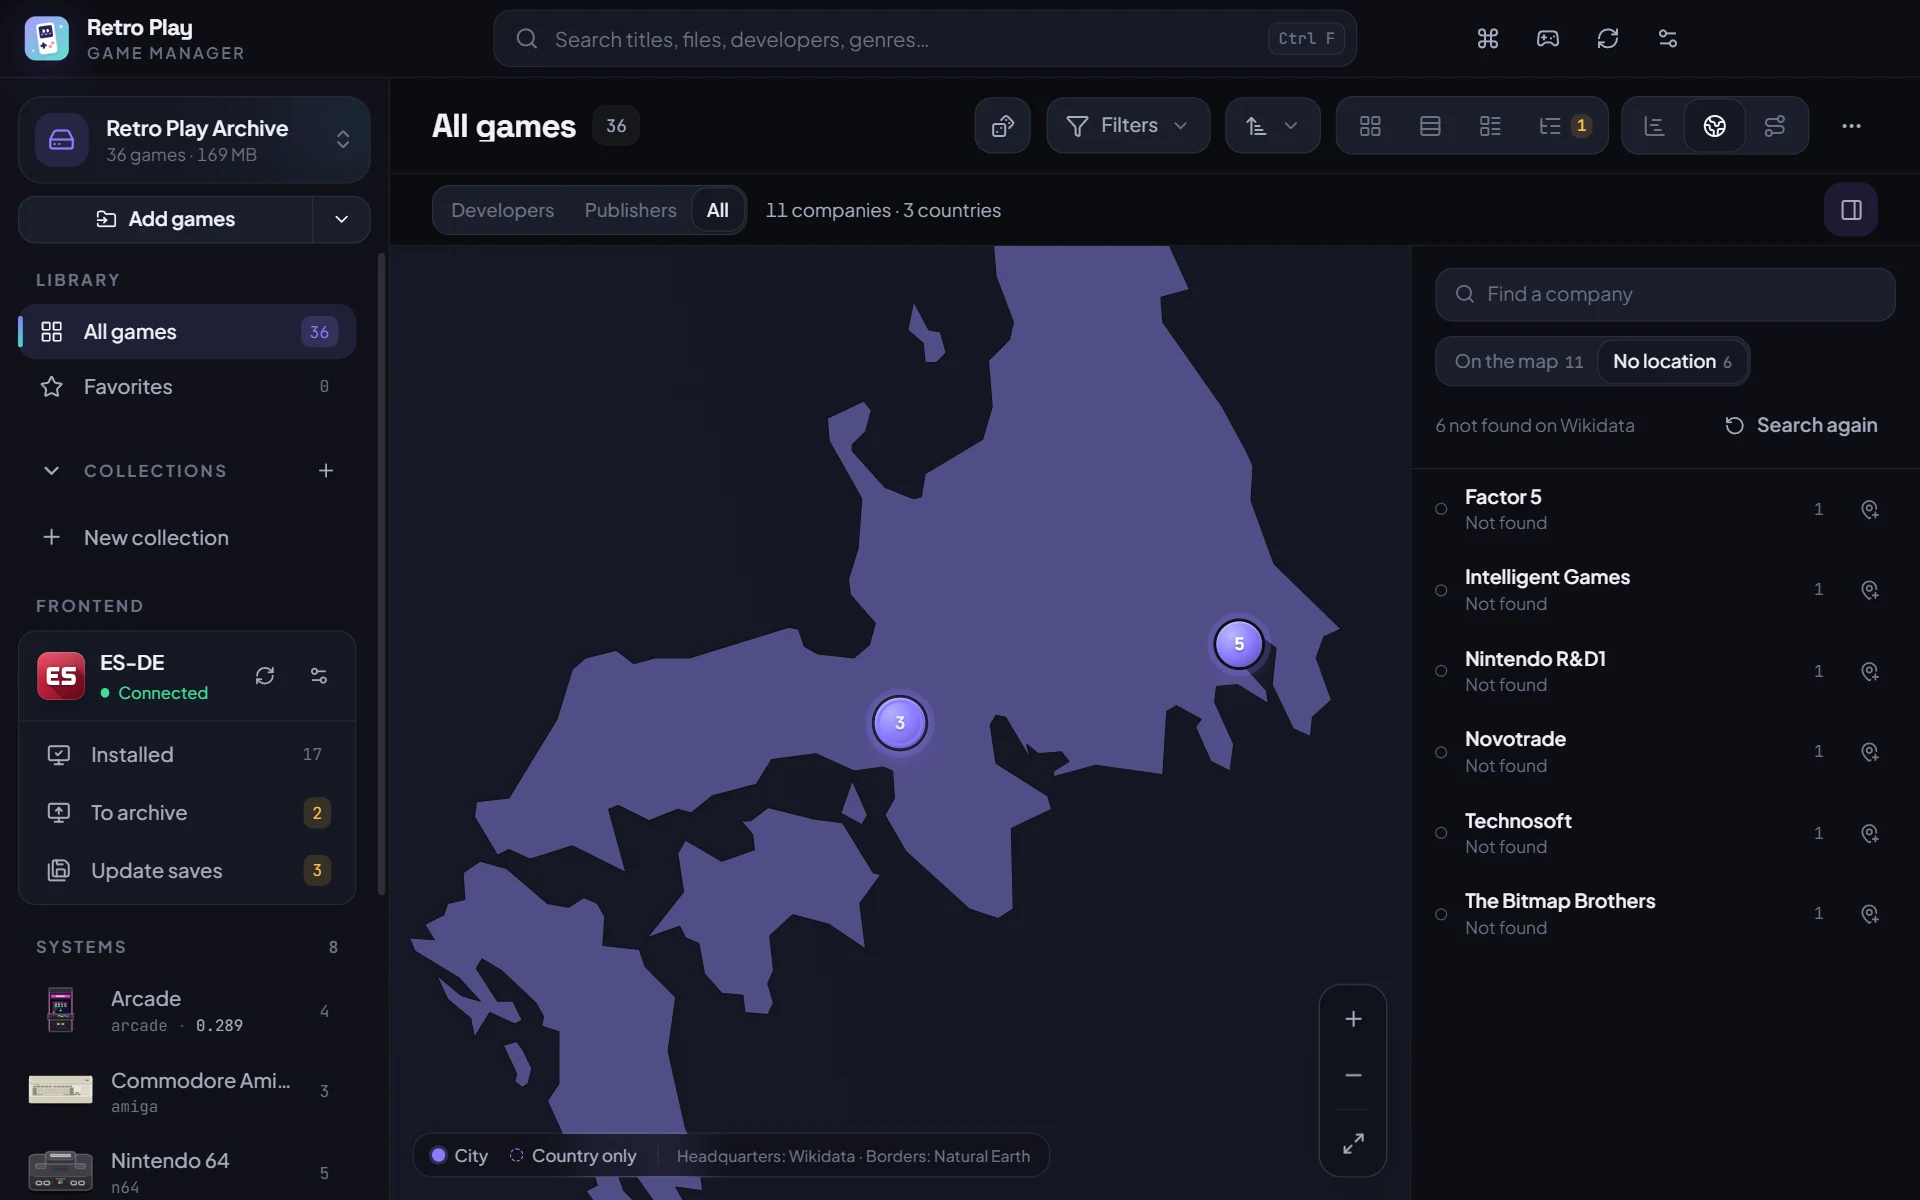 Retro Play
GAME MANAGER
Search titles, files, developers, genres...
Ctrl F
Retro Play Archive
36 games · 169 MB
Add games
LIBRARY
All games 36
Favorites 0
COLLECTIONS
New collection
FRONTEND
ES
ES-DE
Connected
Installed 17
To archive 2
Update saves 3
SYSTEMS 8
Arcade
arcade · 0.289
4
Commodore Ami...
amiga
3
Nintendo 64
n64
5
All games 36
Filters
1
Developers Publishers All 11 companies · 3 countries
5
3
City Country only Headquarters: Wikidata · Borders: Natural Earth
Find a company
On the map 11 No location 6
6 not found on Wikidata Search again
Factor 5
Not found
1
Intelligent Games
Not found
1
Nintendo R&D1
Not found
1
Novotrade
Not found
1
Technosoft
Not found
1
The Bitmap Brothers
Not found
1